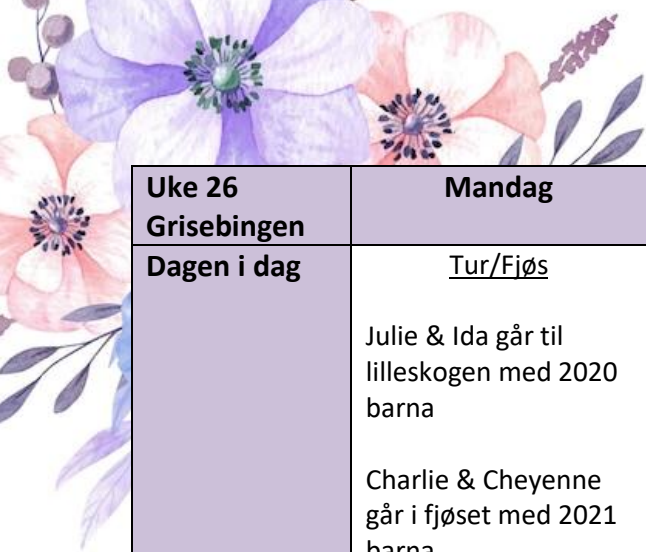 Uke 26
Grisebingen
Mandag
Dagen i dag
Tur/Fjøs
Julie & Ida går til
lilleskogen med 2020
barna
Charlie & Cheyenne
går i fjøset med 2021
barna